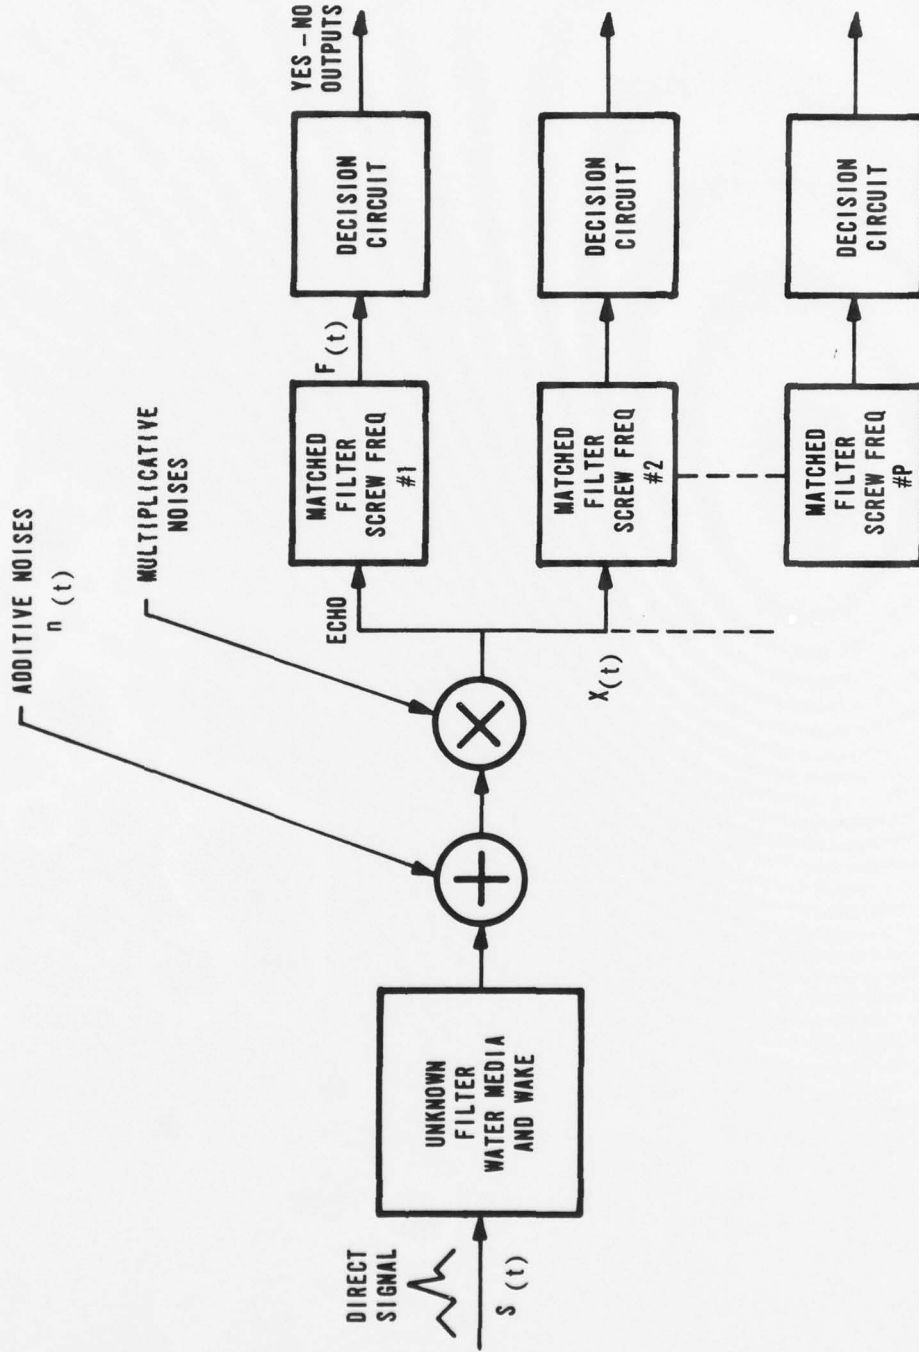 DIRECT
SIGNAL
S (t)
UNKNOWN
FILTER
WATER MEDIA
AND WAKE
ADDITIVE NOISES
n (t)
MULTIPLICATIVE
NOISES
ECHO
X(t)
MATCHED
FILTER
SCREW FREQ
#1
F (t)
DECISION
CIRCUIT
YES - NO
OUTPUTS
MATCHED
FILTER
SCREW FREQ
#2
DECISION
CIRCUIT
MATCHED
FILTER
SCREW FREQ
#P
DECISION
CIRCUIT